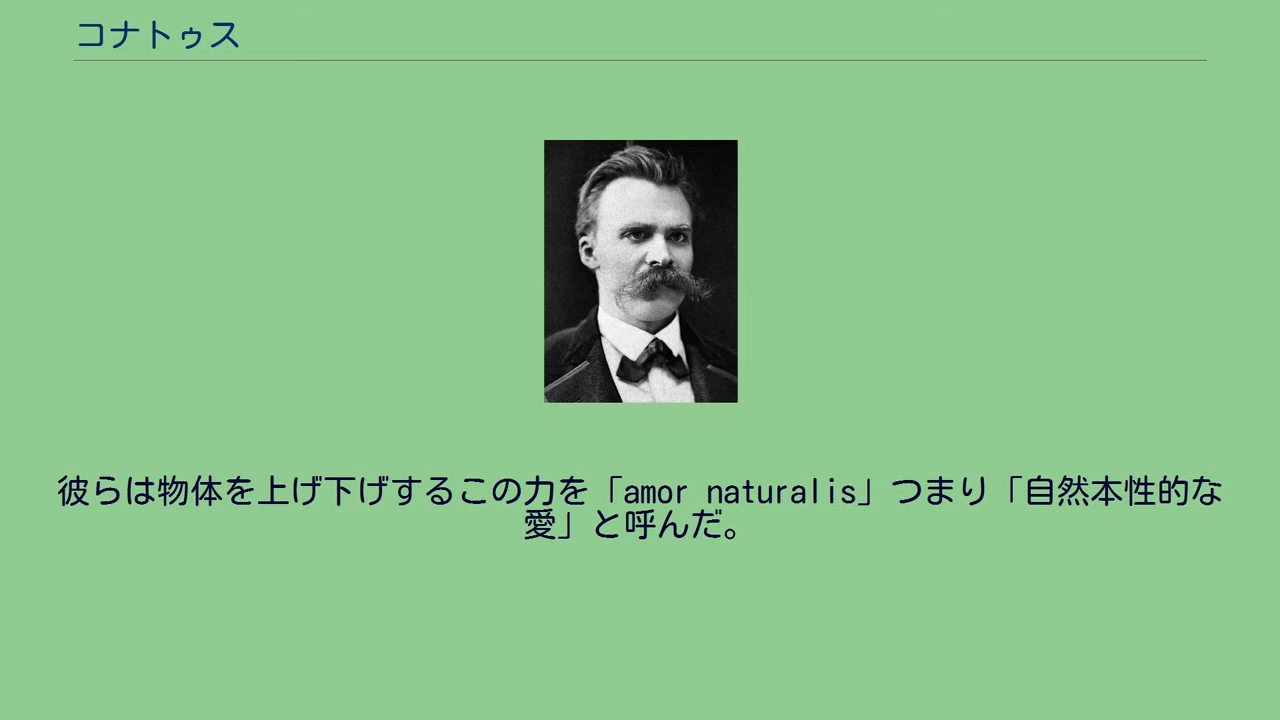 コナトゥス
彼らは物体を上げ下げするこの力を「amor naturalis」つまり「自然本性的な
愛」と呼んだ。